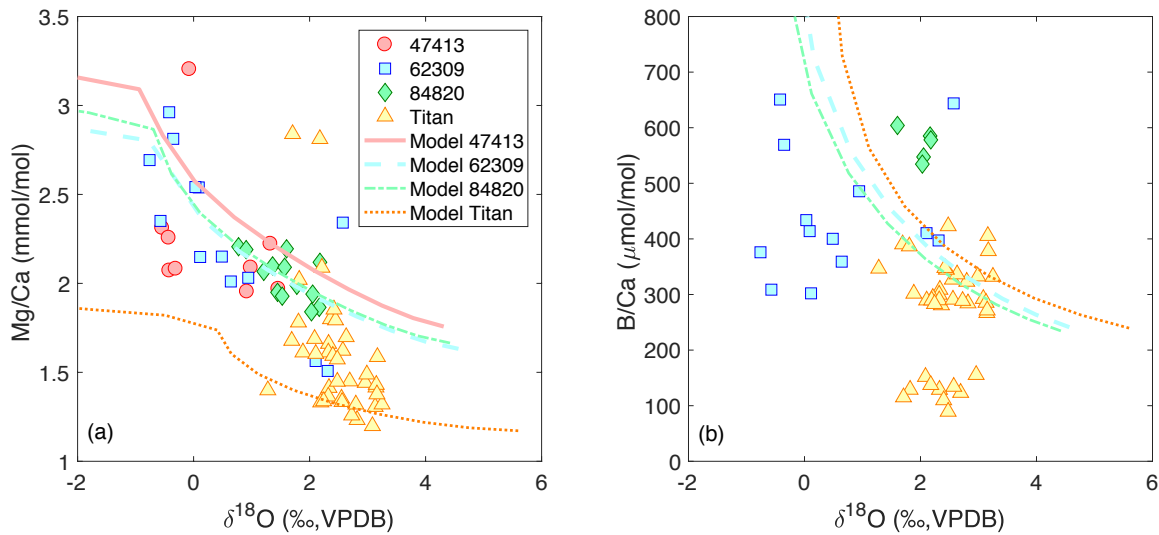 3.5
3
2.5
2
1.5
1
Mg/Ca (mmol/mol)
47413
62309
84820
Titan
Model 47413
Model 62309
Model 84820
Model Titan
(a)
-2 0 2 4 6
δ18O (‰,VPDB)
800
700
600
500
400
300
200
100
0
B/Ca (μmol/mol)
(b)
-2 0 2 4 6
δ18O (‰,VPDB)